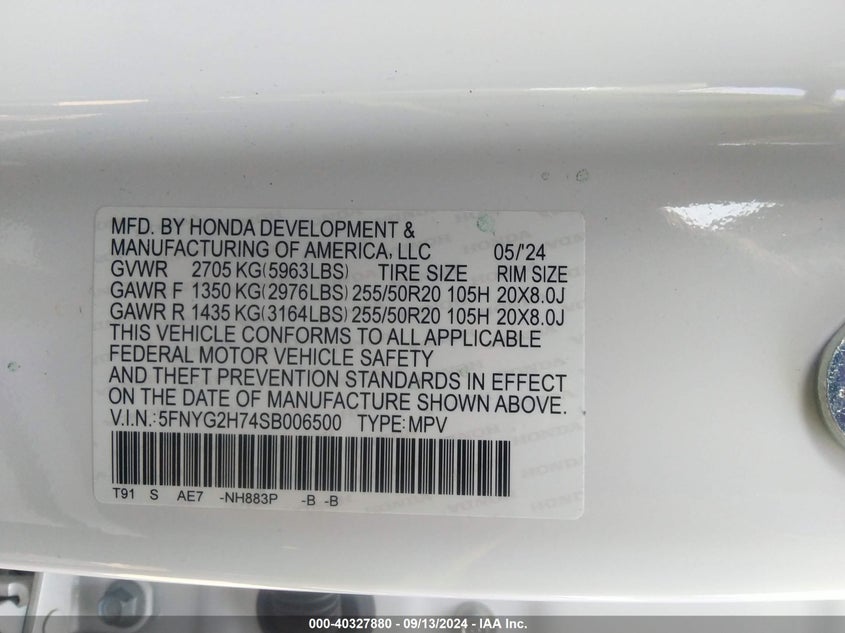 MFD. BY HONDA DEVELOPMENT &
MANUFACTURING OF AMERICA, LLC 05/'24
GVWR 2705 KG(5963LBS) TIRE SIZE RIM SIZE
GAWR F 1350 KG(2976LBS) 255/50R20 105H 20X8.0J
GAWR R 1435 KG(3164LBS) 255/50R20 105H 20X8.0J
THIS VEHICLE CONFORMS TO ALL APPLICABLE
FEDERAL MOTOR VEHICLE SAFETY
AND THEFT PREVENTION STANDARDS IN EFFECT
ON THE DATE OF MANUFACTURE SHOWN ABOVE.
V.I.N.: 5FNYG2H74SB006500 TYPE: MPV
T91 S AE7 -NH883P -B -B
000-40327880 - 09/13/2024 - IAA Inc.